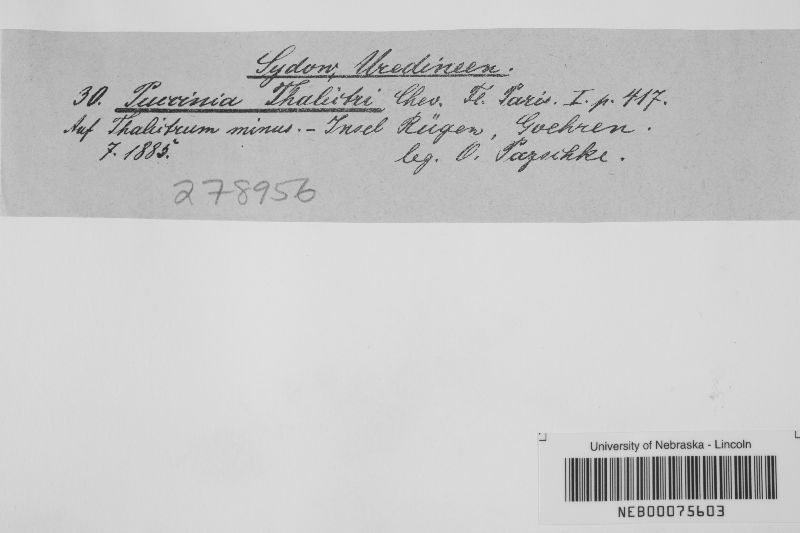 Sydow, Uredineen.
30. Puccinia Thalictri Chev. Fl. Paris. I. p. 417.
Auf Thalictrum minus. – Insel Rügen, Goehren.
7. 1885. leg. O. Pazschke.
278956
University of Nebraska - Lincoln
NEB00075603